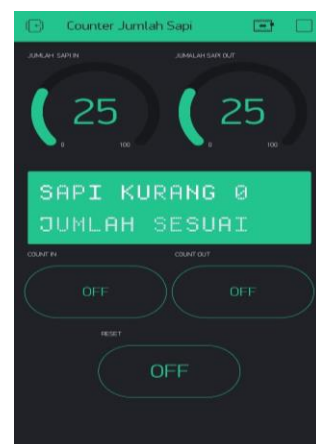 Counter Jumlah Sapi
JUMLAH SAPI IN JUMALAH SAPI OUT
25 25
0 100 0 100
SAPI KURANG 0
JUMLAH SESUAI
COUNT IN COUNT OUT
OFF OFF
RESET
OFF